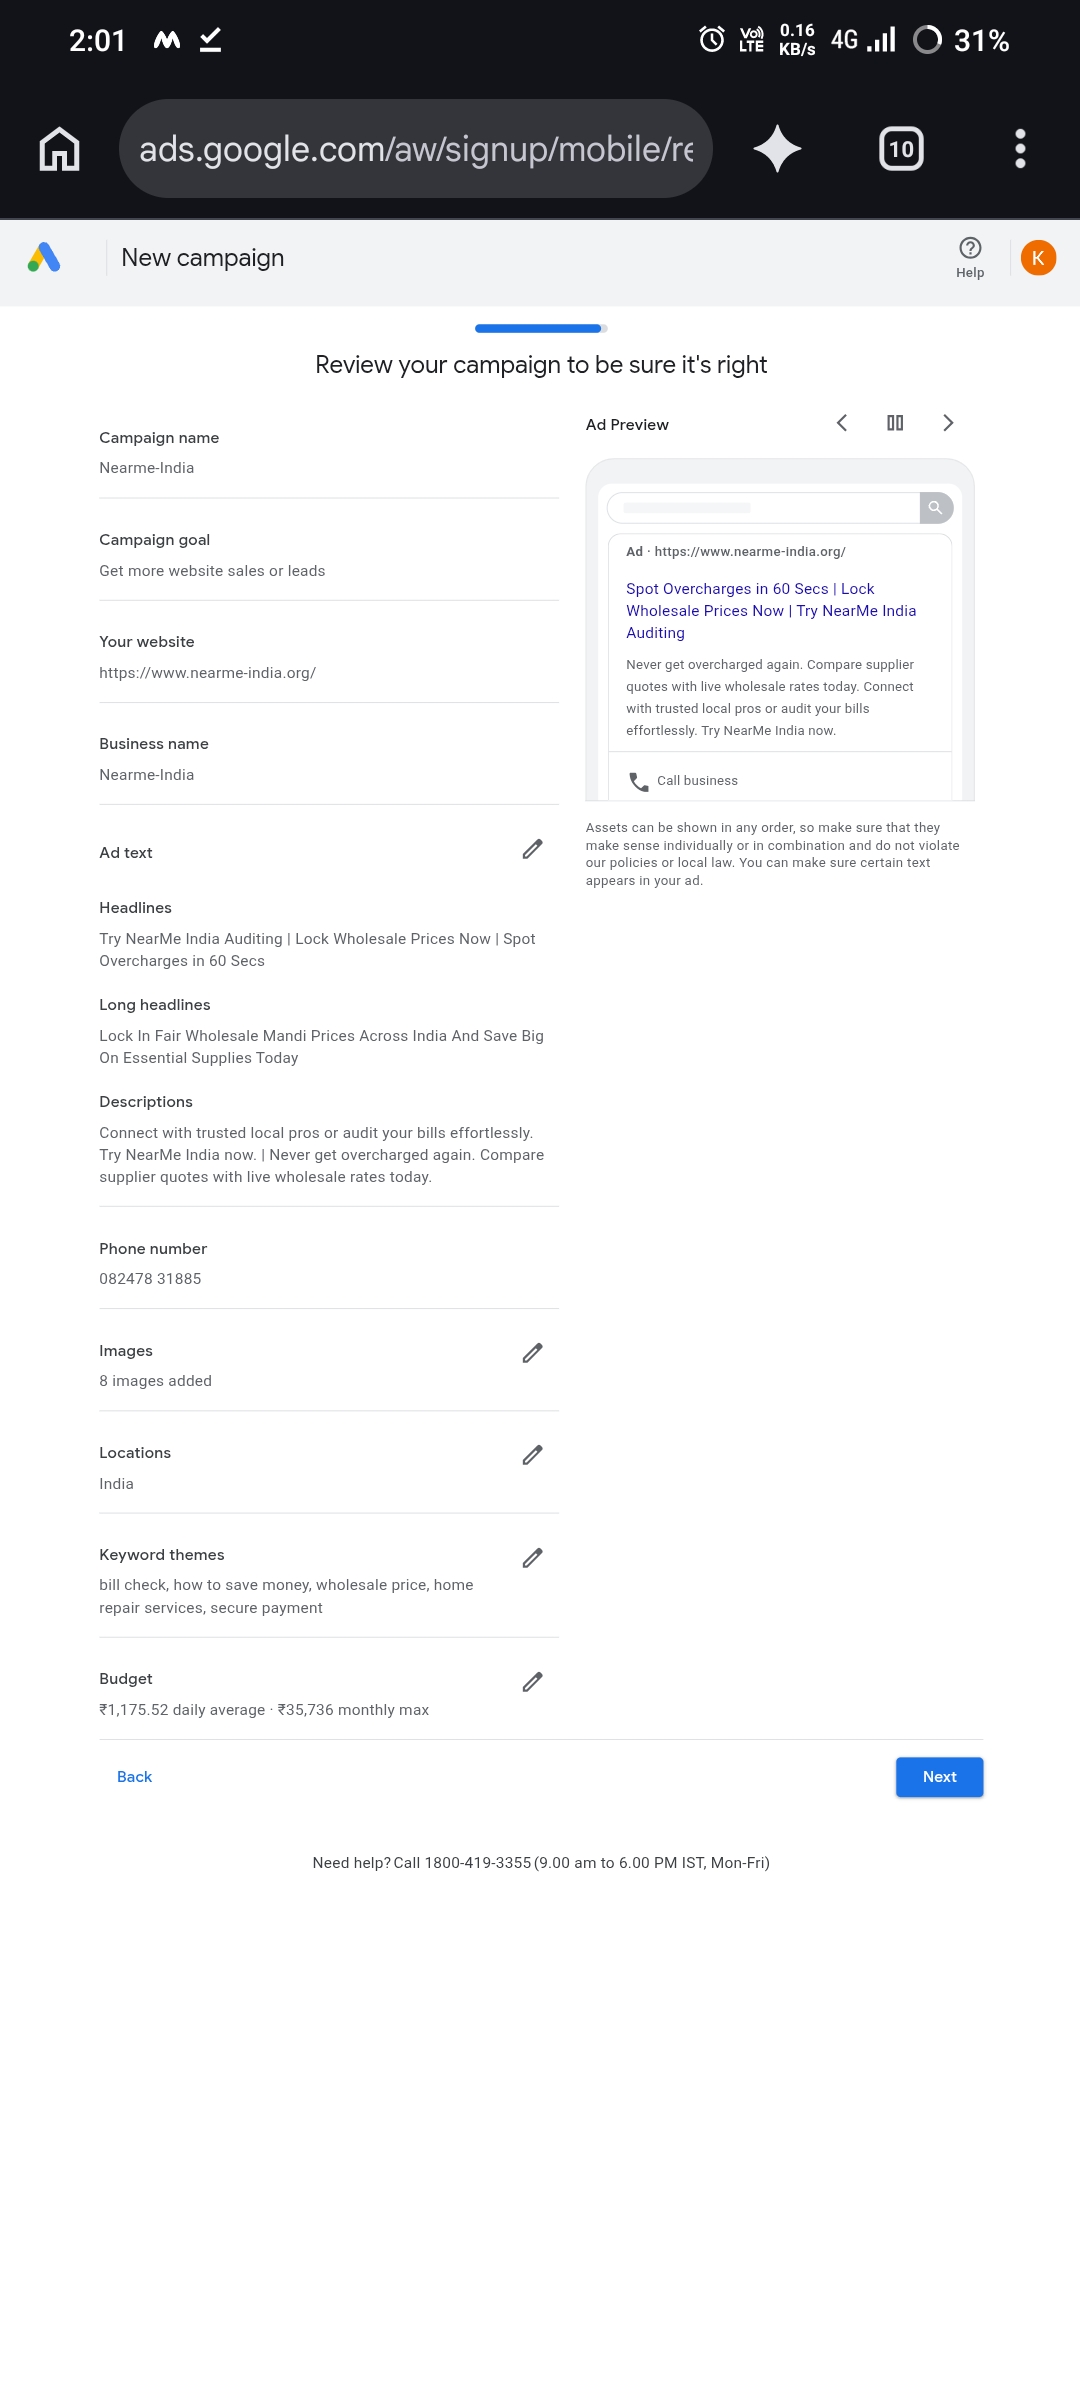 2:01
Vo))
LTE
0.16
KB/s
4G
31%
ads.google.com/aw/signup/mobile/re
10
New campaign
Help
K
Review your campaign to be sure it's right
Campaign name
Nearme-India
Campaign goal
Get more website sales or leads
Your website
https://www.nearme-india.org/
Business name
Nearme-India
Ad text
Headlines
Try NearMe India Auditing | Lock Wholesale Prices Now | Spot
Overcharges in 60 Secs
Long headlines
Lock In Fair Wholesale Mandi Prices Across India And Save Big
On Essential Supplies Today
Descriptions
Connect with trusted local pros or audit your bills effortlessly.
Try NearMe India now. | Never get overcharged again. Compare
supplier quotes with live wholesale rates today.
Phone number
082478 31885
Images
8 images added
Locations
India
Keyword themes
bill check, how to save money, wholesale price, home
repair services, secure payment
Budget
₹1,175.52 daily average · ₹35,736 monthly max
Ad Preview
Ad · https://www.nearme-india.org/
Spot Overcharges in 60 Secs | Lock
Wholesale Prices Now | Try NearMe India
Auditing
Never get overcharged again. Compare supplier
quotes with live wholesale rates today. Connect
with trusted local pros or audit your bills
effortlessly. Try NearMe India now.
Call business
Assets can be shown in any order, so make sure that they
make sense individually or in combination and do not violate
our policies or local law. You can make sure certain text
appears in your ad.
Back
Next
Need help? Call 1800-419-3355 (9.00 am to 6.00 PM IST, Mon-Fri)